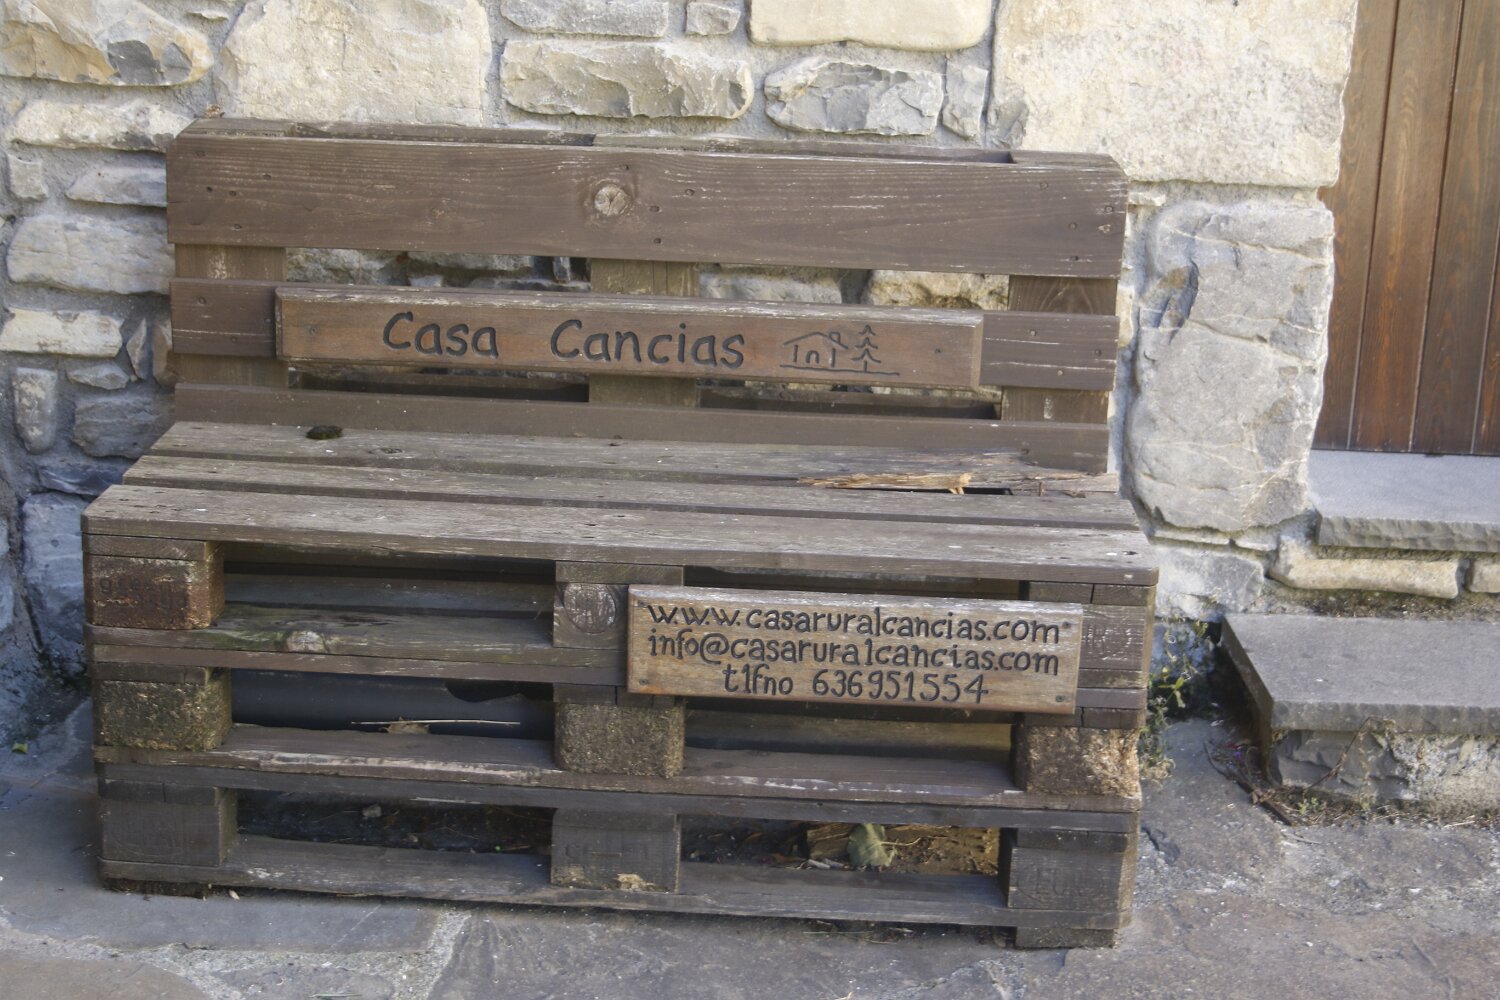 Casa Cancias
www.casaruralcancias.com
info@casaruralcancias.com
tlfno 636951554